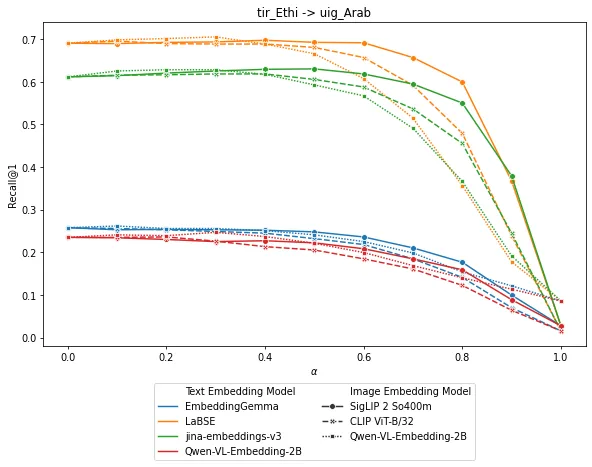 tir_Ethi -> uig_Arab
Recall@1
0.7
0.6
0.5
0.4
0.3
0.2
0.1
0.0
0.0 0.2 0.4 0.6 0.8 1.0
α
Text Embedding Model Image Embedding Model
EmbeddingGemma SigLIP 2 So400m
LaBSE CLIP ViT-B/32
jina-embeddings-v3 Qwen-VL-Embedding-2B
Qwen-VL-Embedding-2B